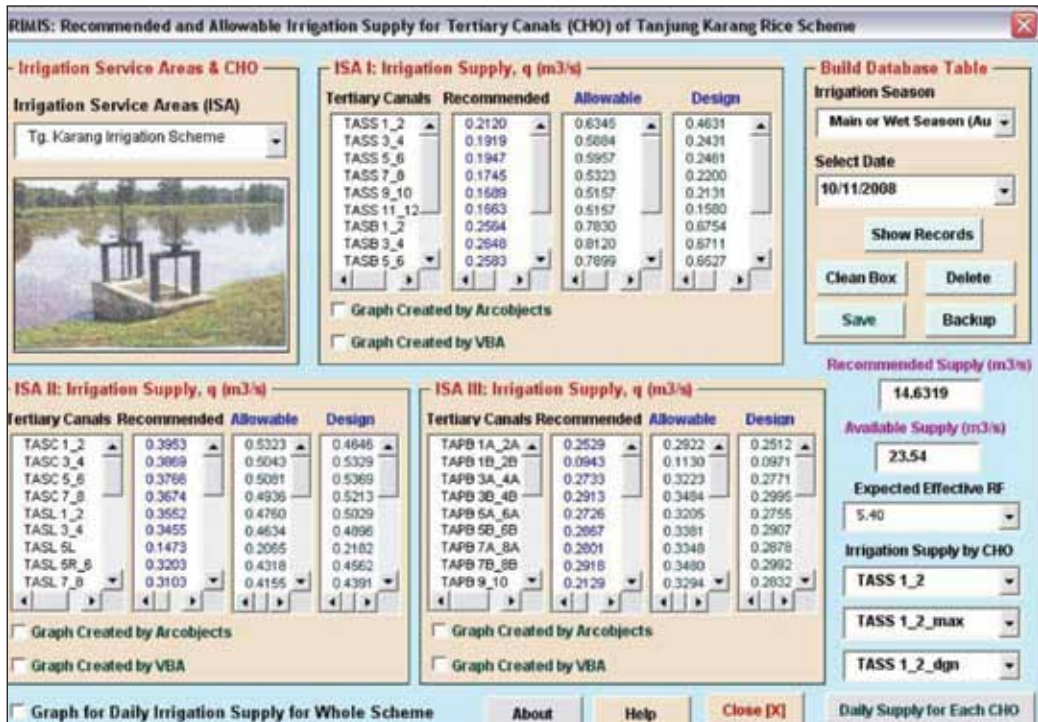 RIMIS: Recommended and Allowable Irrigation Supply for Tertiary Canals (CHO) of Tanjung Karang Rice Scheme
Irrigation Service Areas & CHO
Irrigation Service Areas (ISA)
Tg. Karang Irrigation Scheme
ISA I: Irrigation Supply, q (m3/s)
Tertiary Canals Recommended Allowable Design
TASS 1_2 0.2120 0.6345 0.4631
TASS 3_4 0.1919 0.5884 0.2431
TASS 5_6 0.1947 0.5957 0.2461
TASS 7_8 0.1745 0.5323 0.2200
TASS 9_10 0.1689 0.5157 0.2131
TASS 11_12 0.1663 0.5157 0.1580
TASB 1_2 0.2564 0.7830 0.6754
TASB 3_4 0.2648 0.8120 0.6711
TASB 5_6 0.2583 0.7899 0.6527
Graph Created by Arcobjects
Graph Created by VBA
Build Database Table
Irrigation Season
Main or Wet Season (Au
Select Date
10/11/2008
Show Records
Clean Box Delete
Save Backup
ISA II: Irrigation Supply, q (m3/s)
Tertiary Canals Recommended Allowable Design
TASC 1_2 0.3953 0.5323 0.4646
TASC 3_4 0.3869 0.5043 0.5329
TASC 5_6 0.3766 0.5081 0.5369
TASC 7_8 0.3674 0.4936 0.5213
TASL 1_2 0.3552 0.4760 0.5029
TASL 3_4 0.3455 0.4634 0.4896
TASL 5L 0.1473 0.2065 0.2182
TASL 5R_6 0.3203 0.4318 0.4562
TASL 7_8 0.3103 0.4155 0.4391
Graph Created by Arcobjects
Graph Created by VBA
ISA III: Irrigation Supply, q (m3/s)
Tertiary Canals Recommended Allowable Design
TAPB 1A_2A 0.2529 0.2922 0.2512
TAPB 1B_2B 0.0943 0.1130 0.0971
TAPB 3A_4A 0.2733 0.3223 0.2771
TAPB 3B_4B 0.2913 0.3484 0.2995
TAPB 5A_6A 0.2726 0.3205 0.2755
TAPB 5B_6B 0.2867 0.3381 0.2907
TAPB 7A_8A 0.2801 0.3348 0.2878
TAPB 7B_8B 0.2918 0.3480 0.2992
TAPB 9_10 0.2129 0.3294 0.2832
Graph Created by Arcobjects
Graph Created by VBA
Recommended Supply (m3/s)
14.6319
Available Supply (m3/s)
23.54
Expected Effective RF
5.40
Irrigation Supply by CHO
TASS 1_2
TASS 1_2_max
TASS 1_2_dgn
Graph for Daily Irrigation Supply for Whole Scheme
About Help Close [X] Daily Supply for Each CHO